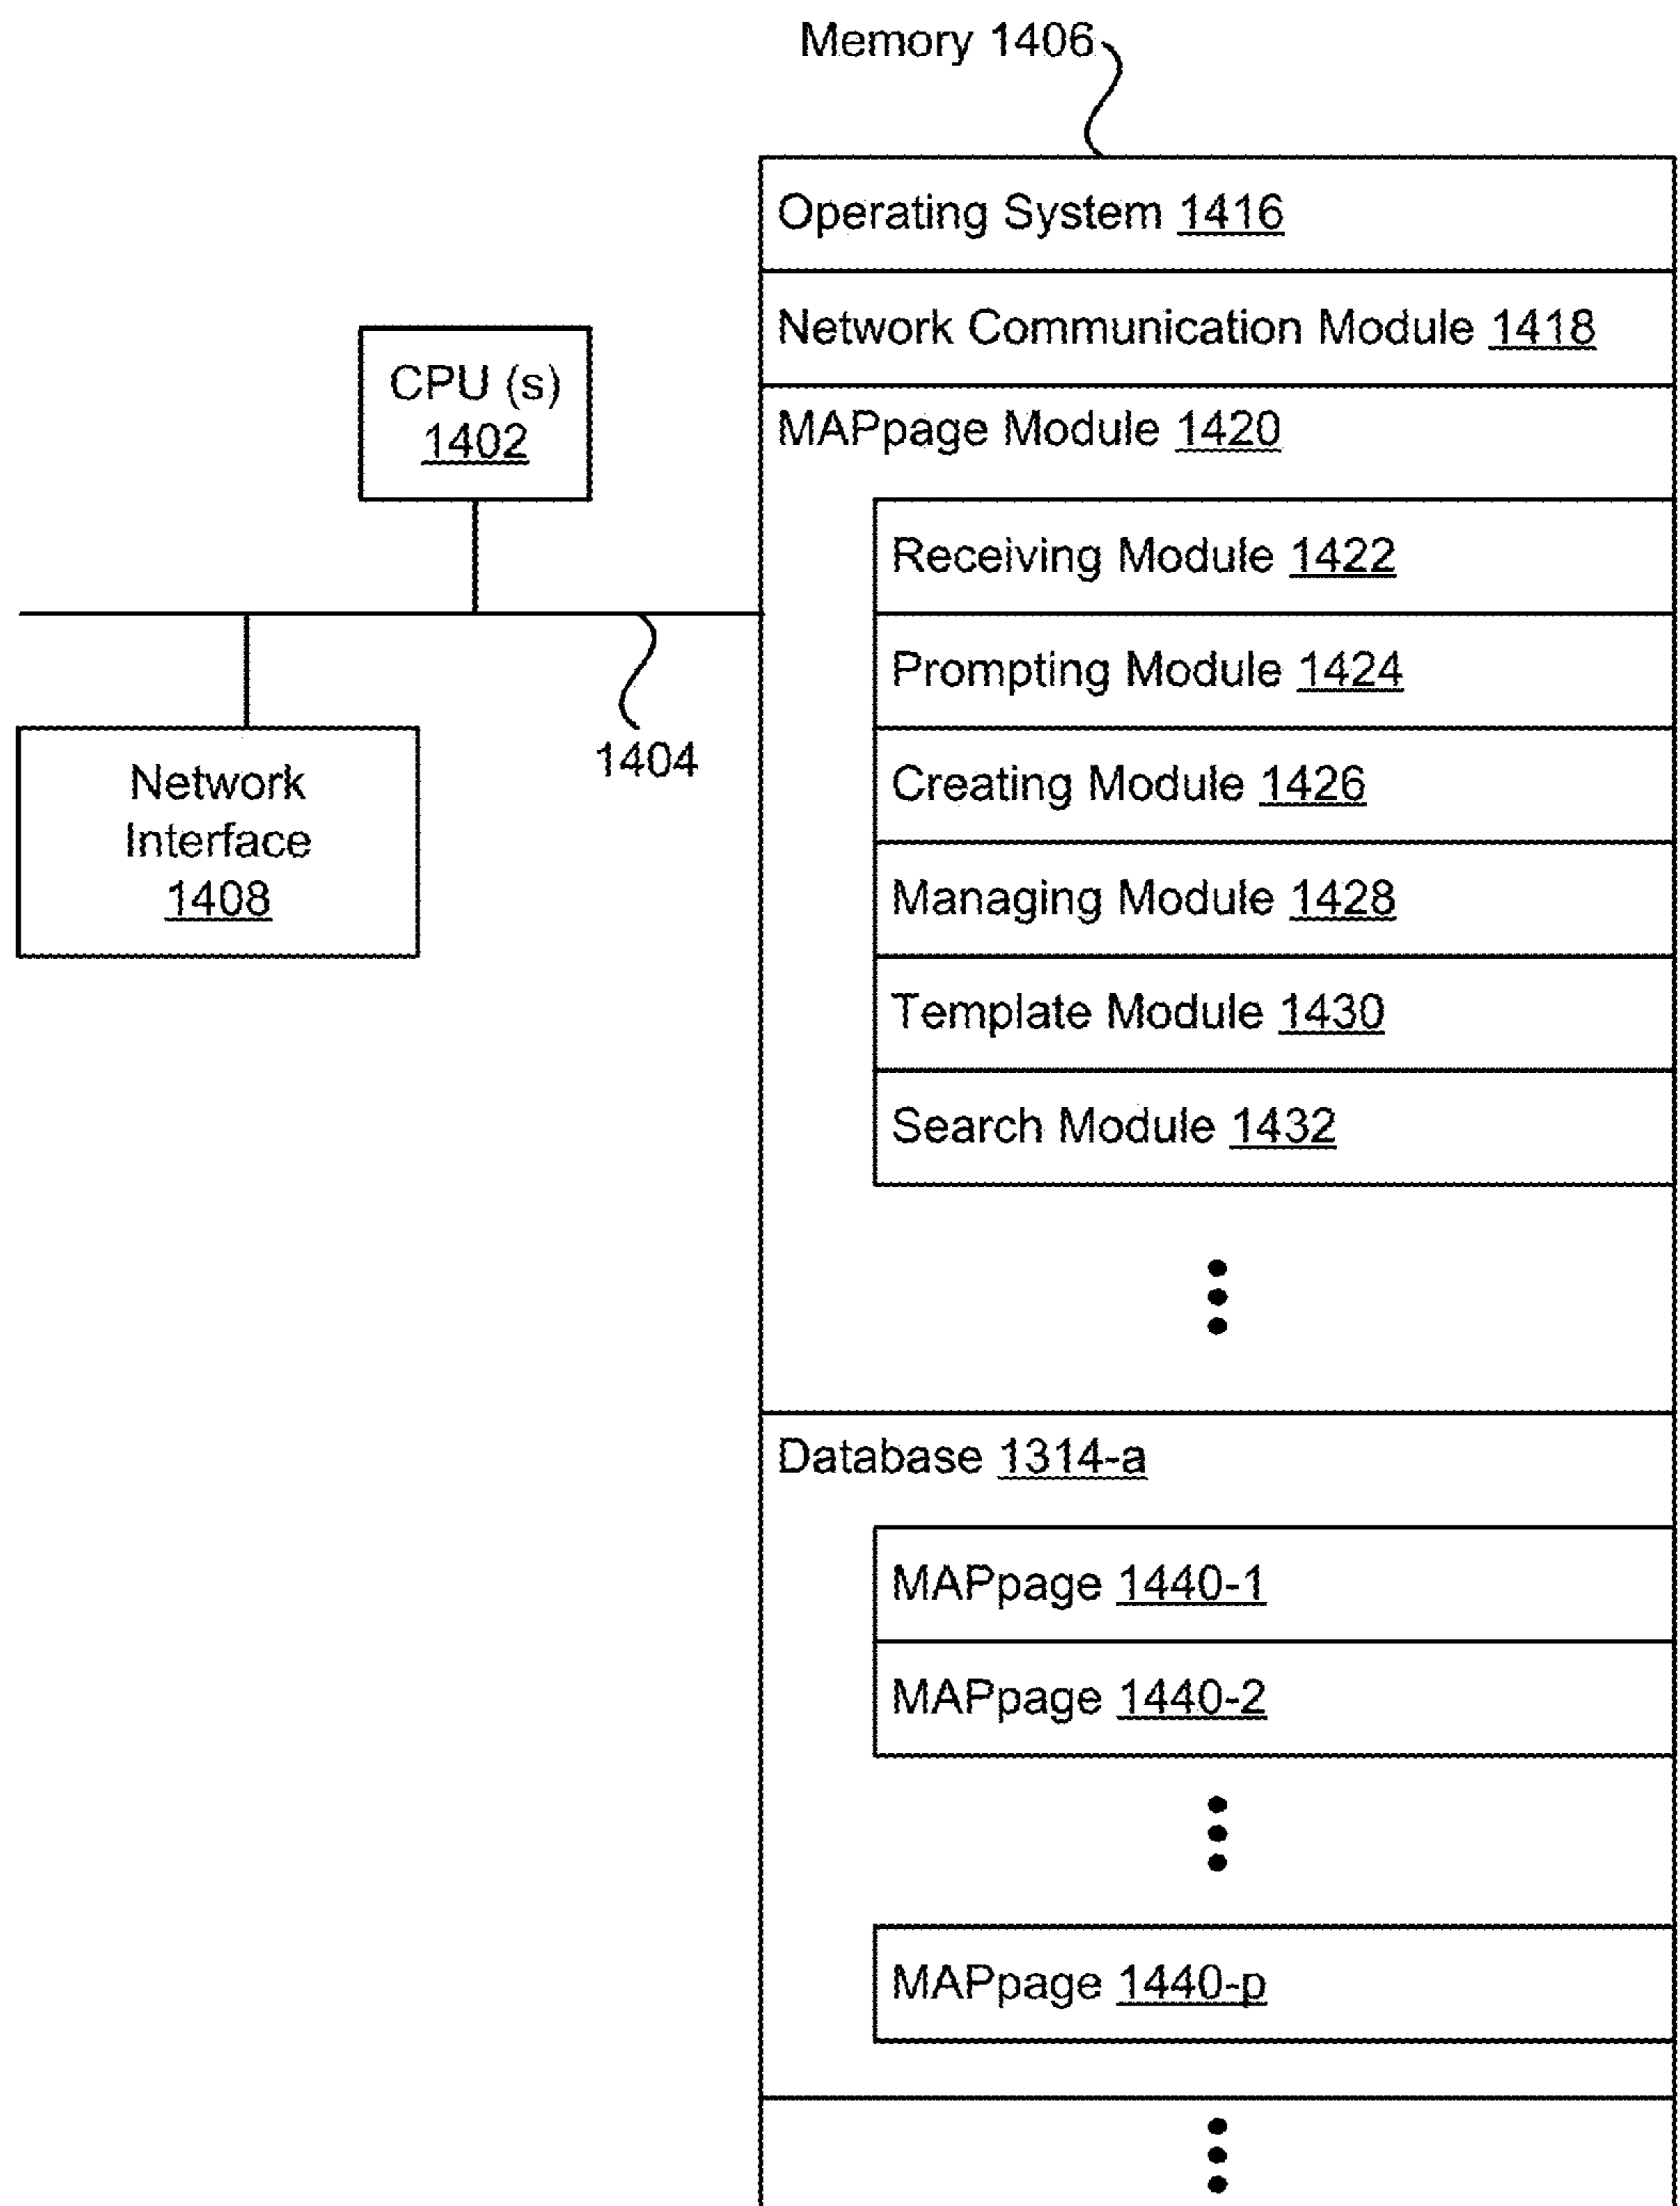 Memory 1406
Operating System 1416
Network Communication Module 1418
CPU (s)
1402
MAPpage Module 1420
Receiving Module 1422
Prompting Module 1424
Creating Module 1426
Managing Module 1428
Template Module 1430
Search Module 1432
1404
Network
Interface
1408
Database 1314-a
MAPpage 1440-1
MAPpage 1440-2
MAPpage 1440-p